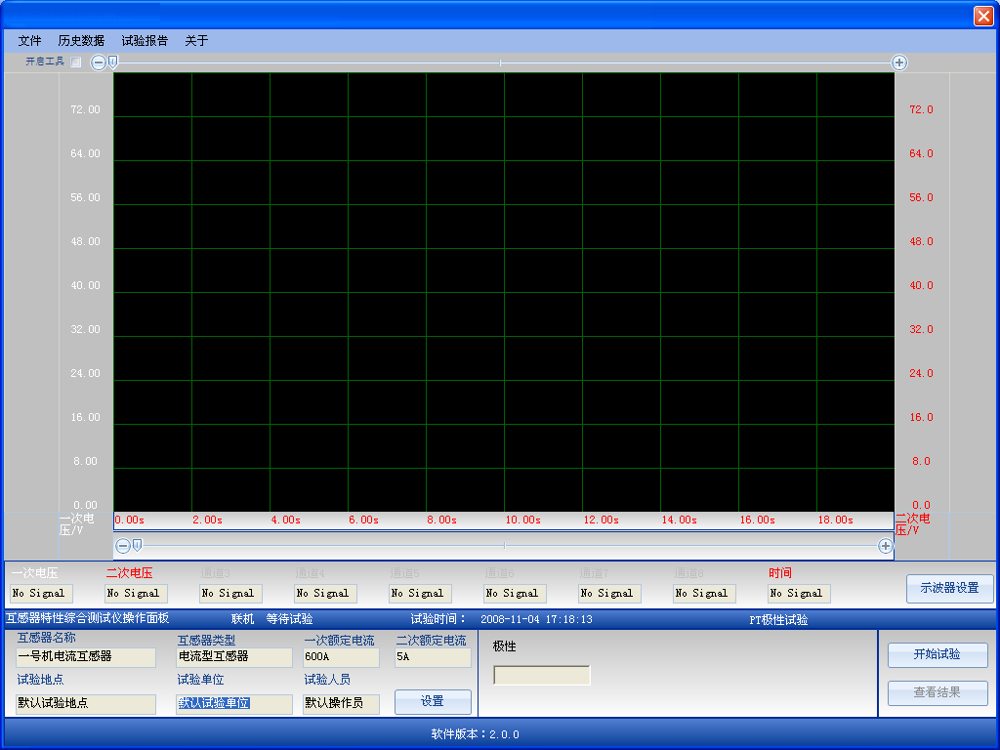 文件 历史数据 试验报告 关于
开启工具
72.00 72.0
64.00 64.0
56.00 56.0
48.00 48.0
40.00 40.0
32.00 32.0
24.00 24.0
16.00 16.0
8.00 8.0
0.00 0.0
一次电压/V 0.00s 2.00s 4.00s 6.00s 8.00s 10.00s 12.00s 14.00s 16.00s 18.00s 二次电压/V
一次电压 二次电压 通道3 通道4 通道5 通道6 通道7 通道8 时间
No Signal No Signal No Signal No Signal No Signal No Signal No Signal No Signal No Signal 示波器设置
互感器特性综合测试仪操作面板 联机 等待试验 试验时间： 2008-11-04 17:18:13 PT极性试验
互感器名称 互感器类型 一次额定电流 二次额定电流 极性
一号机电流互感器 电流型互感器 600A 5A 开始试验
试验地点 试验单位 试验人员
默认试验地点 默认试验单位 默认操作员 设置 查看结果
软件版本：2.0.0